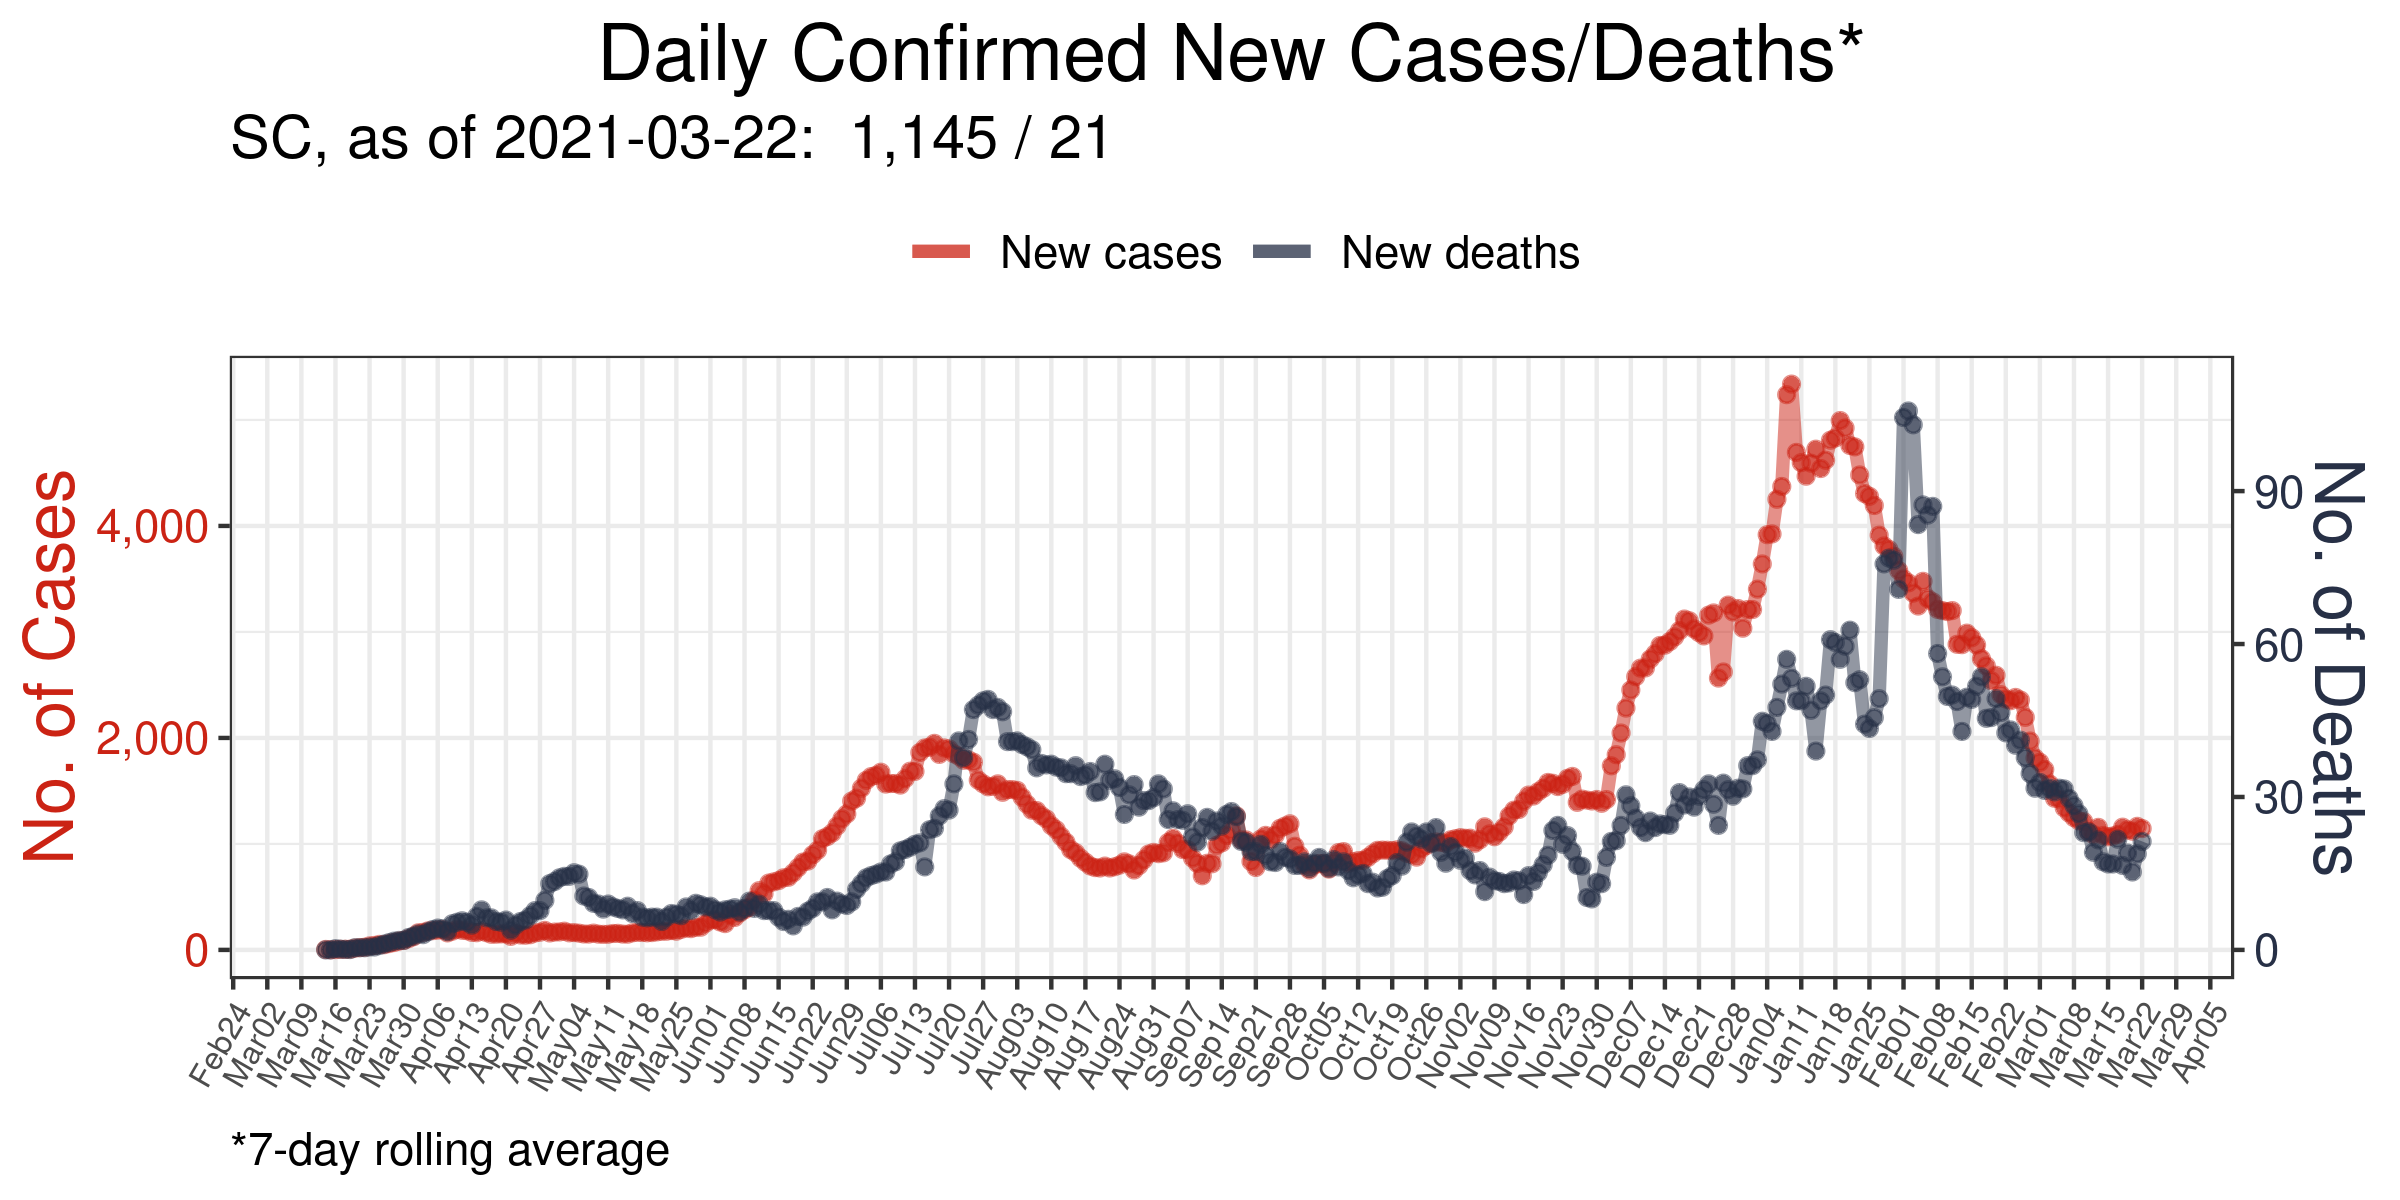 Daily Confirmed New Cases/Deaths*
SC, as of 2021-03-22:  1,145 / 21
New cases
New deaths
No. of Cases
4,000
2,000
0
90
60
30
0
No. of Deaths
Feb24
Mar02
Mar09
Mar16
Mar23
Mar30
Apr06
Apr13
Apr20
Apr27
May04
May11
May18
May25
Jun01
Jun08
Jun15
Jun22
Jun29
Jul06
Jul13
Jul20
Jul27
Aug03
Aug10
Aug17
Aug24
Aug31
Sep07
Sep14
Sep21
Sep28
Oct05
Oct12
Oct19
Oct26
Nov02
Nov09
Nov16
Nov23
Nov30
Dec07
Dec14
Dec21
Dec28
Jan04
Jan11
Jan18
Jan25
Feb01
Feb08
Feb15
Feb22
Mar01
Mar08
Mar15
Mar22
Mar29
Apr05
*7-day rolling average